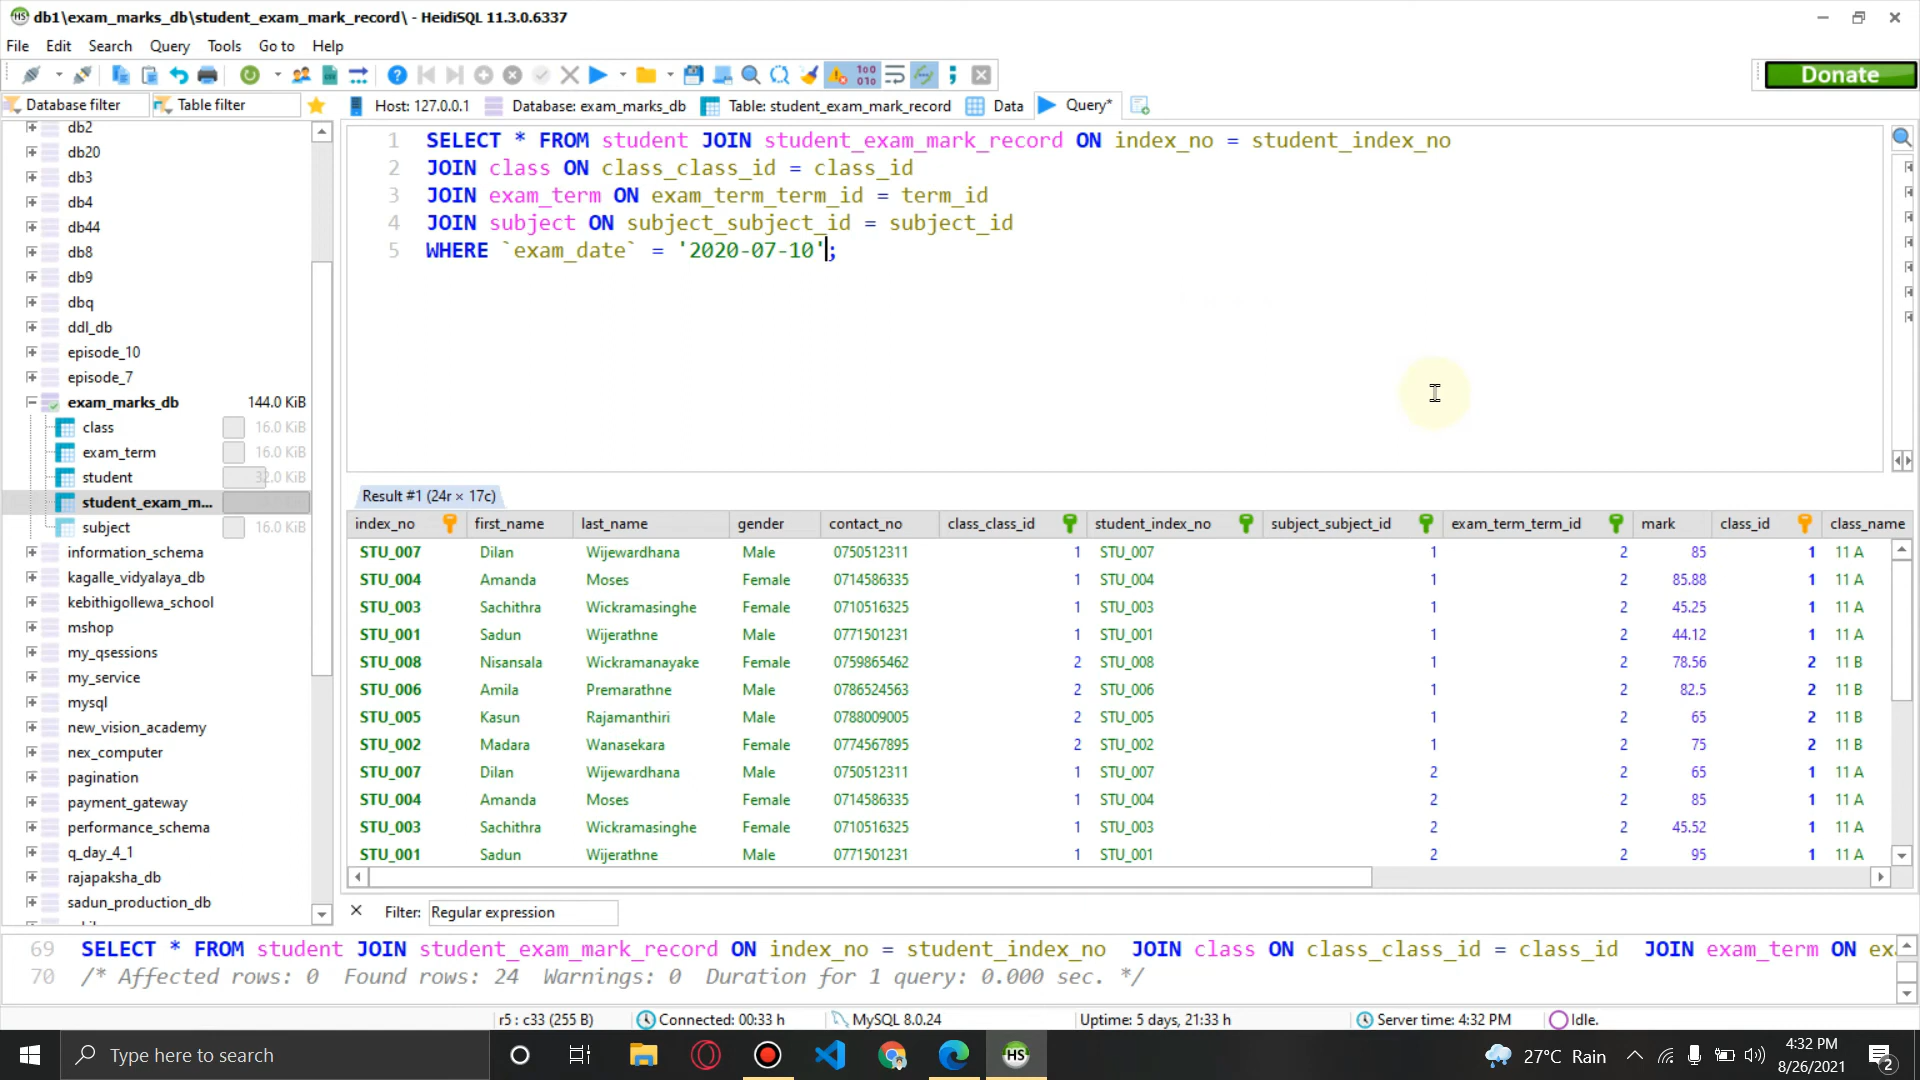 db1\exam_marks_db\student_exam_mark_record\ - HeidiSQL 11.3.0.6337
File Edit Search Query Tools Go to Help
Donate
Database filter Table filter Host: 127.0.0.1 Database: exam_marks_db Table: student_exam_mark_record Data Query*
db2
db20
db3
db4
db44
db8
db9
dbq
ddl_db
episode_10
episode_7
exam_marks_db 144.0 KiB
class 16.0 KiB
exam_term 16.0 KiB
student 32.0 KiB
student_exam_m...
subject 16.0 KiB
information_schema
kagalle_vidyalaya_db
kebithigollewa_school
mshop
my_qsessions
my_service
mysql
new_vision_academy
nex_computer
pagination
payment_gateway
performance_schema
q_day_4_1
rajapaksha_db
sadun_production_db
1 SELECT * FROM student JOIN student_exam_mark_record ON index_no = student_index_no
2 JOIN class ON class_class_id = class_id
3 JOIN exam_term ON exam_term_term_id = term_id
4 JOIN subject ON subject_subject_id = subject_id
5 WHERE `exam_date` = '2020-07-10';
Result #1 (24r × 17c)
index_no first_name last_name gender contact_no class_class_id student_index_no subject_subject_id exam_term_term_id mark class_id class_name
STU_007 Dilan Wijewardhana Male 0750512311 1 STU_007 1 2 85 1 11 A
STU_004 Amanda Moses Female 0714586335 1 STU_004 1 2 85.88 1 11 A
STU_003 Sachithra Wickramasinghe Female 0710516325 1 STU_003 1 2 45.25 1 11 A
STU_001 Sadun Wijerathne Male 0771501231 1 STU_001 1 2 44.12 1 11 A
STU_008 Nisansala Wickramanayake Female 0759865462 2 STU_008 1 2 78.56 2 11 B
STU_006 Amila Premarathne Male 0786524563 2 STU_006 1 2 82.5 2 11 B
STU_005 Kasun Rajamanthiri Male 0788009005 2 STU_005 1 2 65 2 11 B
STU_002 Madara Wanasekara Female 0774567895 2 STU_002 1 2 75 2 11 B
STU_007 Dilan Wijewardhana Male 0750512311 1 STU_007 2 2 65 1 11 A
STU_004 Amanda Moses Female 0714586335 1 STU_004 2 2 85 1 11 A
STU_003 Sachithra Wickramasinghe Female 0710516325 1 STU_003 2 2 45.52 1 11 A
STU_001 Sadun Wijerathne Male 0771501231 1 STU_001 2 2 95 1 11 A
Filter: Regular expression
69 SELECT * FROM student JOIN student_exam_mark_record ON index_no = student_index_no JOIN class ON class_class_id = class_id JOIN exam_term ON
70 /* Affected rows: 0 Found rows: 24 Warnings: 0 Duration for 1 query: 0.000 sec. */
r5 : c33 (255 B) Connected: 00:33 h MySQL 8.0.24 Uptime: 5 days, 21:33 h Server time: 4:32 PM Idle.
Type here to search HS 27°C Rain 4:32 PM
8/26/2021 2